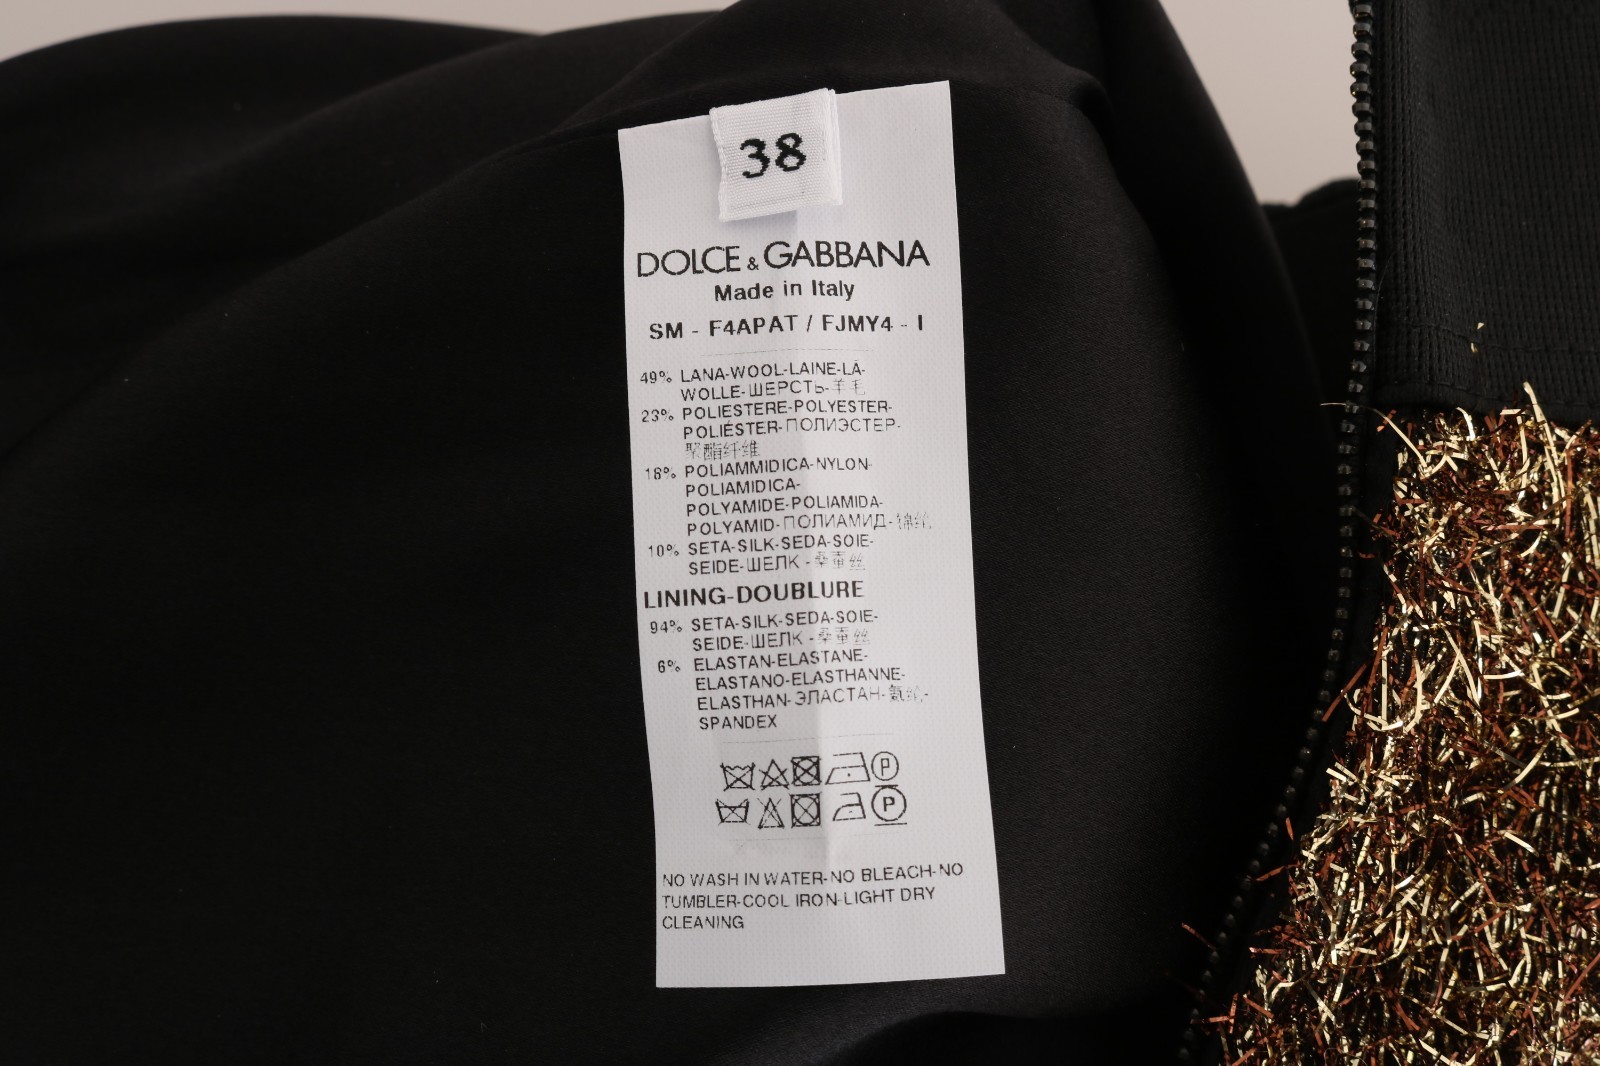 38
DOLCE & GABBANA
Made in Italy
SM - F4APAT / FJMY4 - I
49% LANA-WOOL-LAINE-LÃ-
WOLLE-ШЕРСТЬ-羊毛
23% POLIESTERE-POLYESTER-
POLIÉSTER-ПОЛИЭСТЕР-
聚酯纤维
18% POLIAMMIDICA-NYLON-
POLIAMIDICA-
POLYAMIDE-POLIAMIDA-
POLYAMID-ПОЛИАМИД-锦纶
10% SETA-SILK-SEDA-SOIE-
SEIDE-ШЕЛК-桑蚕丝
LINING-DOUBLURE
94% SETA-SILK-SEDA-SOIE-
SEIDE-ШЕЛК-桑蚕丝
6% ELASTAN-ELASTANE-
ELASTANO-ELASTHANNE-
ELASTHAN-ЭЛАСТАН-氨纶-
SPANDEX
P
P
NO WASH IN WATER-NO BLEACH-NO
TUMBLER-COOL IRON-LIGHT DRY
CLEANING